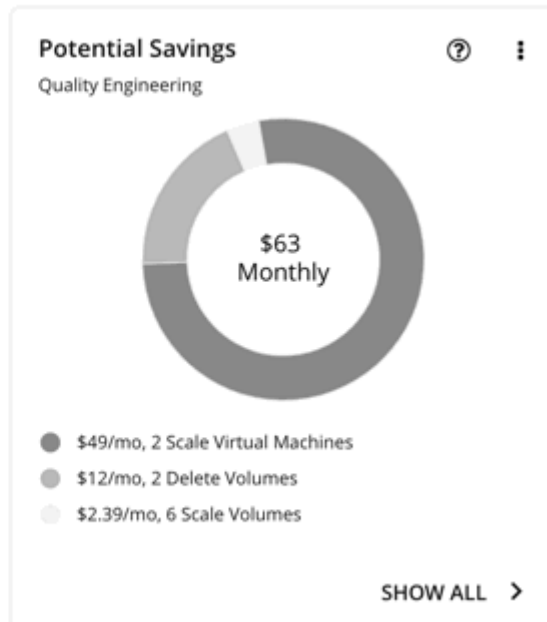 Potential Savings
Quality Engineering
$63
Monthly
$49/mo, 2 Scale Virtual Machines
$12/mo, 2 Delete Volumes
$2.39/mo, 6 Scale Volumes
SHOW ALL